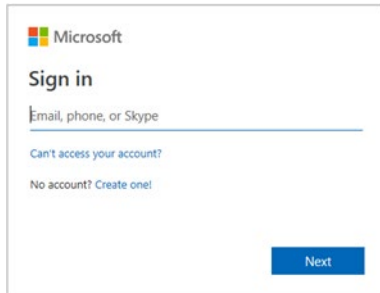 Microsoft
Sign in
Email, phone, or Skype
Can't access your account?
No account? Create one!
Next